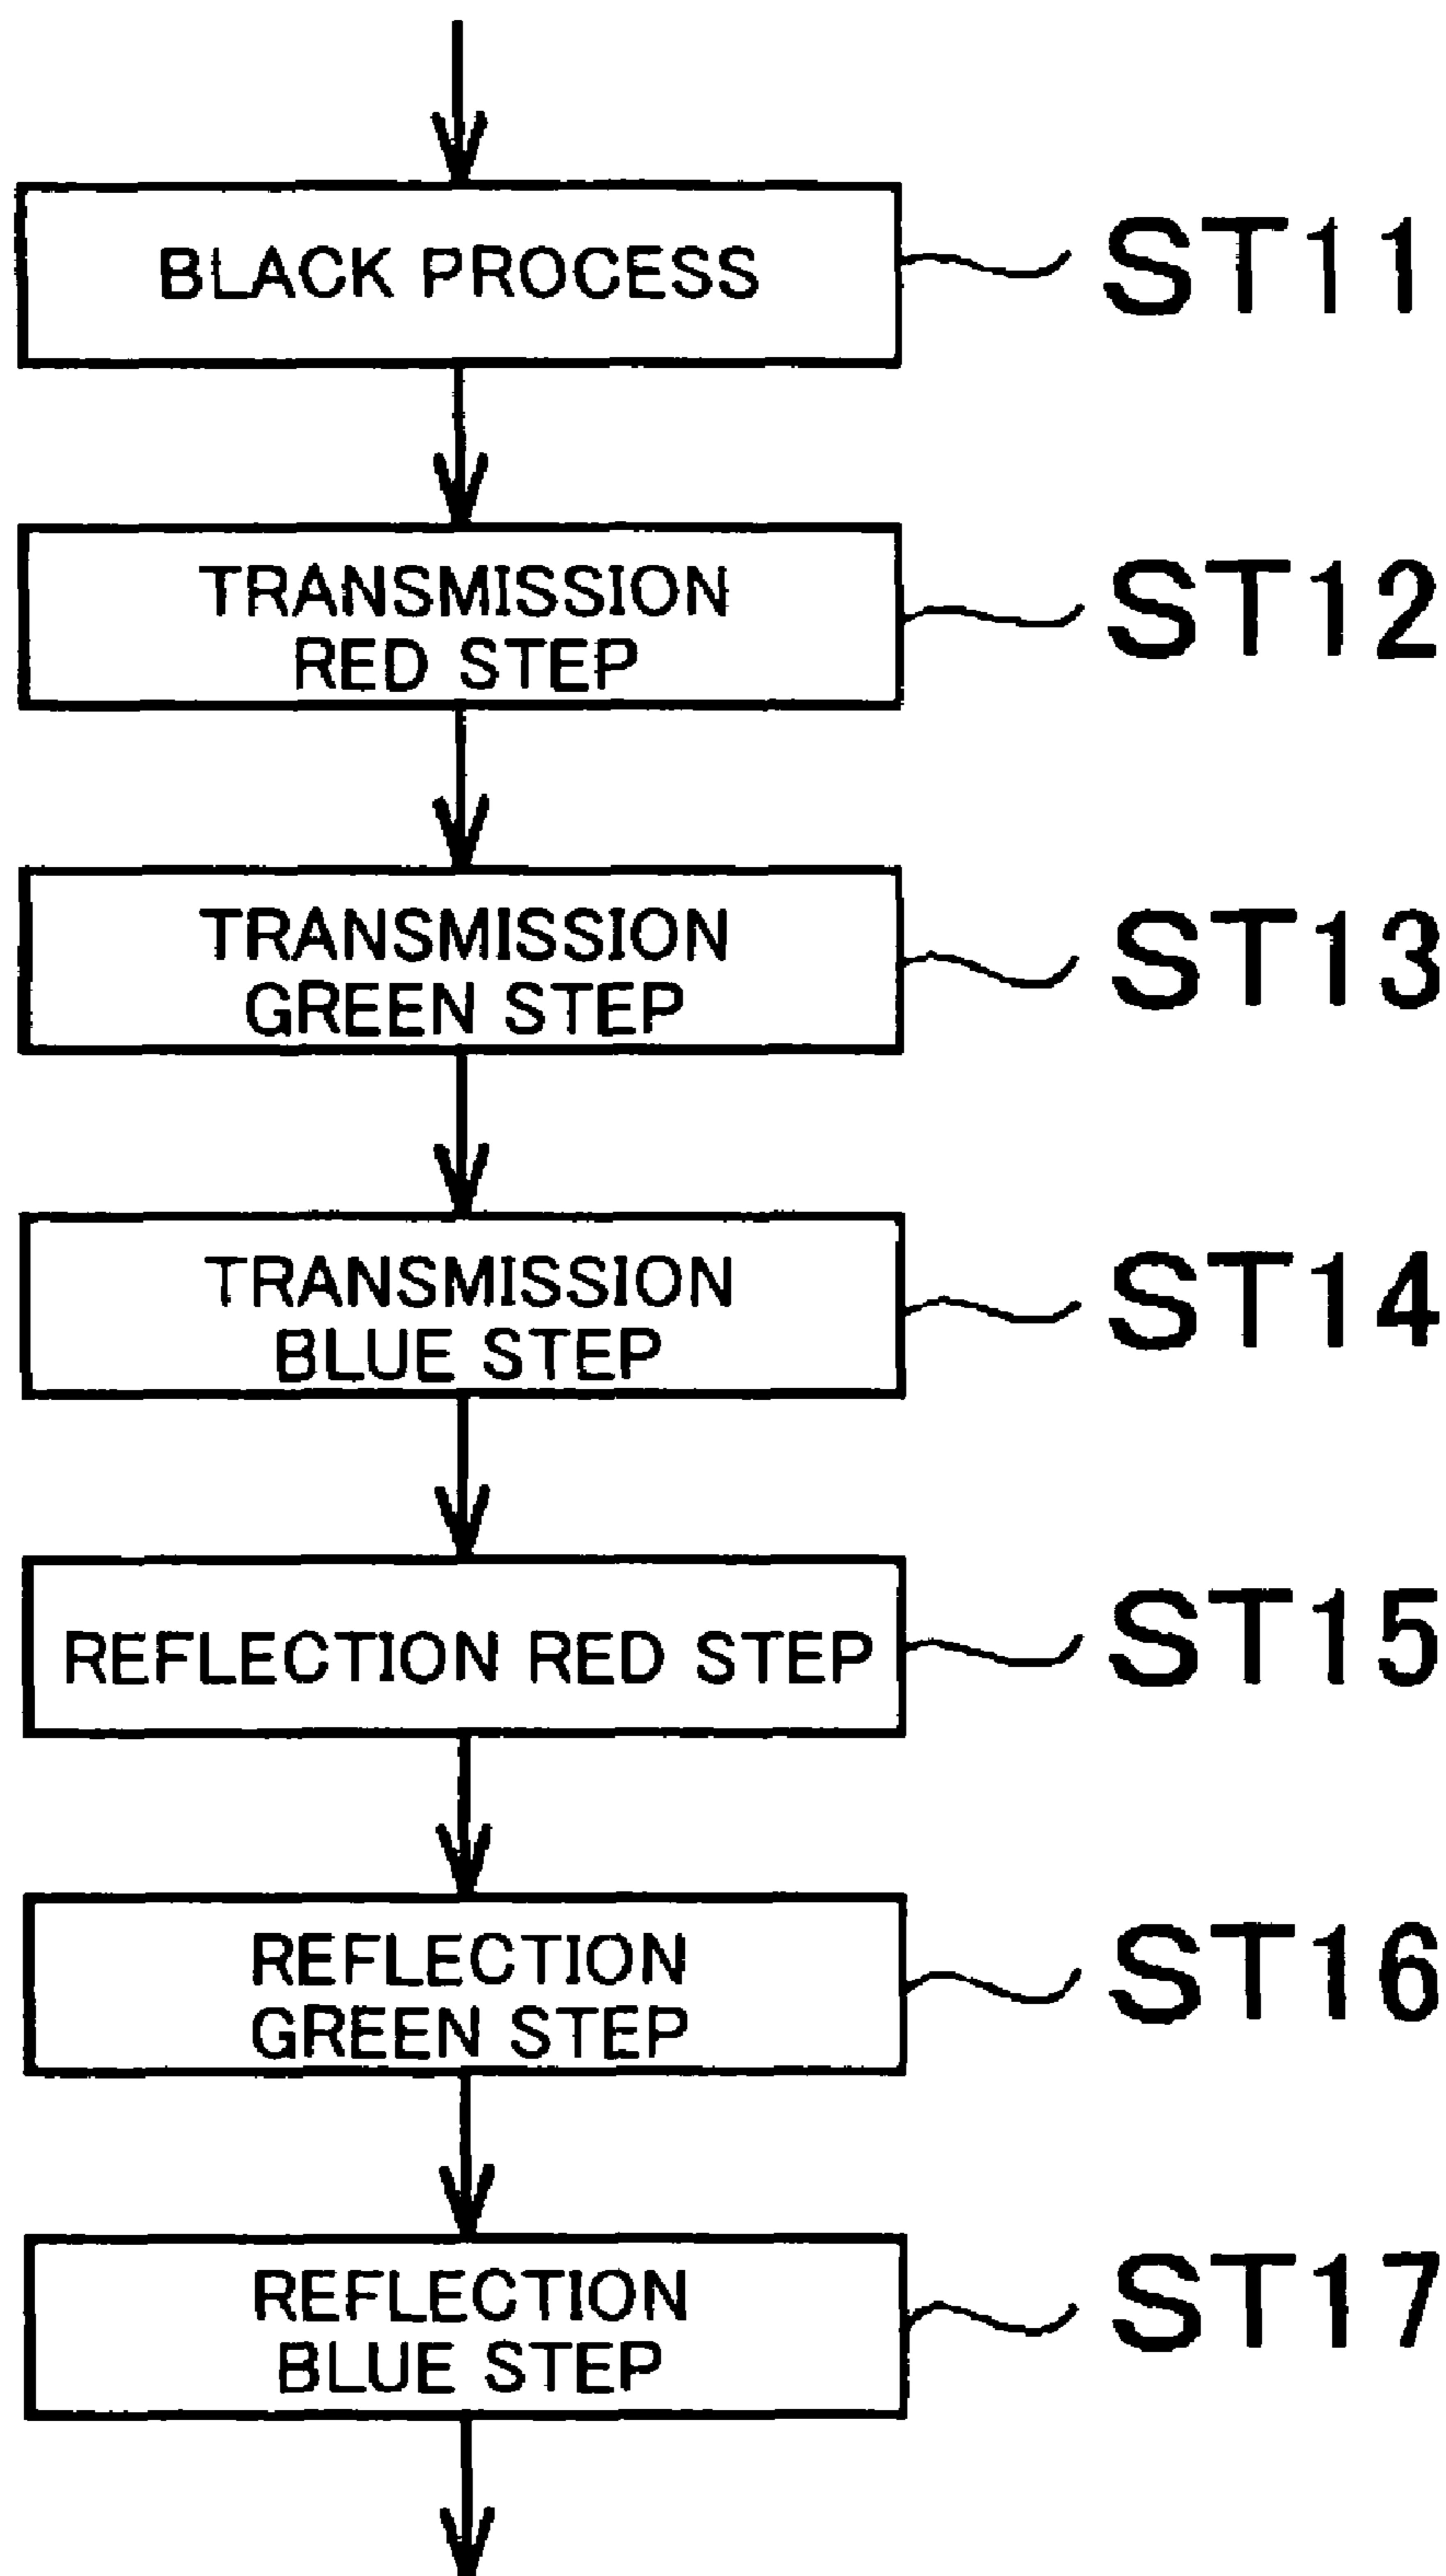 BLACK PROCESS
ST11
TRANSMISSION
RED STEP
ST12
TRANSMISSION
GREEN STEP
ST13
TRANSMISSION
BLUE STEP
ST14
REFLECTION RED STEP
ST15
REFLECTION
GREEN STEP
ST16
REFLECTION
BLUE STEP
ST17